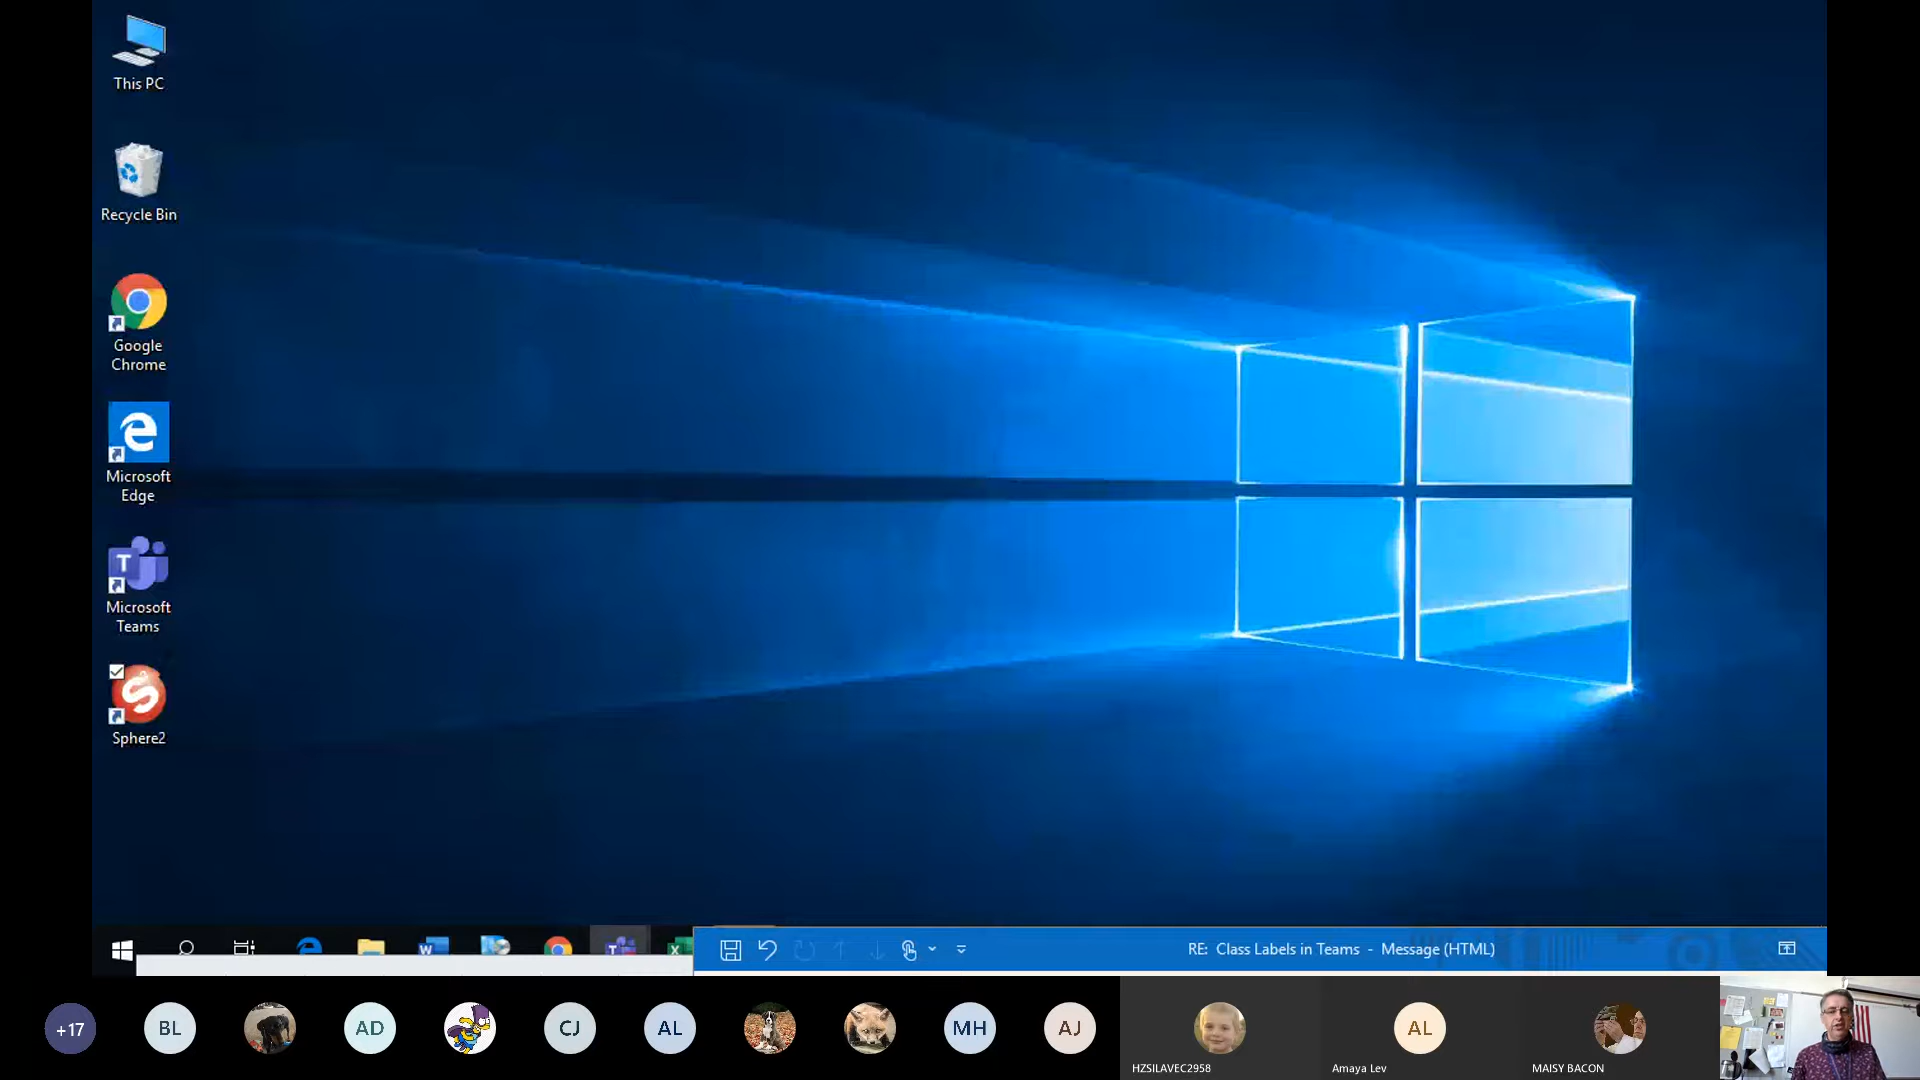 This PC
Recycle Bin
Google
Chrome
Microsoft
Edge
Microsoft
Teams
Sphere2
RE: Class Labels in Teams - Message (HTML)
+17
BL
AD
CJ
AL
MH
AJ
AL
HZSILAVEC2958
Amaya Lev
MAISY BACON